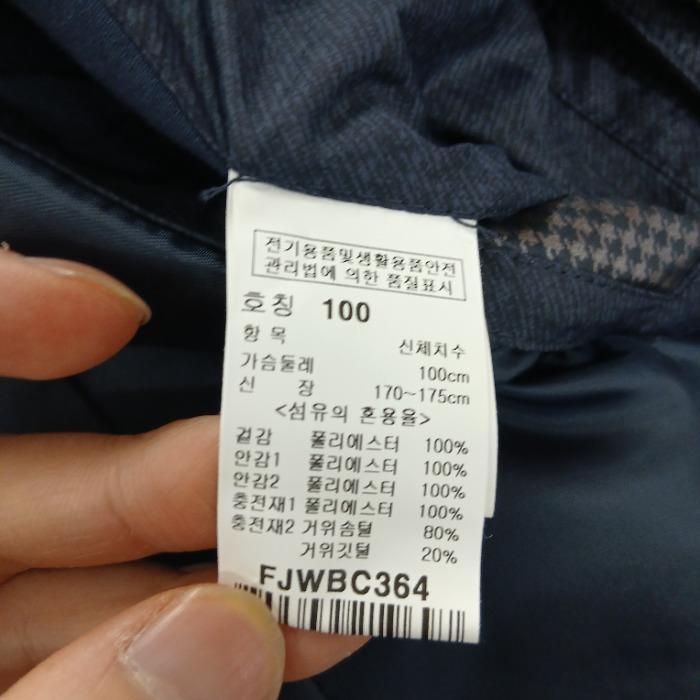 전기용품및생활용품안전
관리법에 의한 품질표시
호칭 100
항 목 신체치수
가슴둘레 100cm
신 장 170~175cm
<섬유의 혼용율>
겉감 폴리에스터 100%
안감1 폴리에스터 100%
안감2 폴리에스터 100%
충전재1 폴리에스터 100%
충전재2 거위솜털 80%
거위깃털 20%
FJWBC364